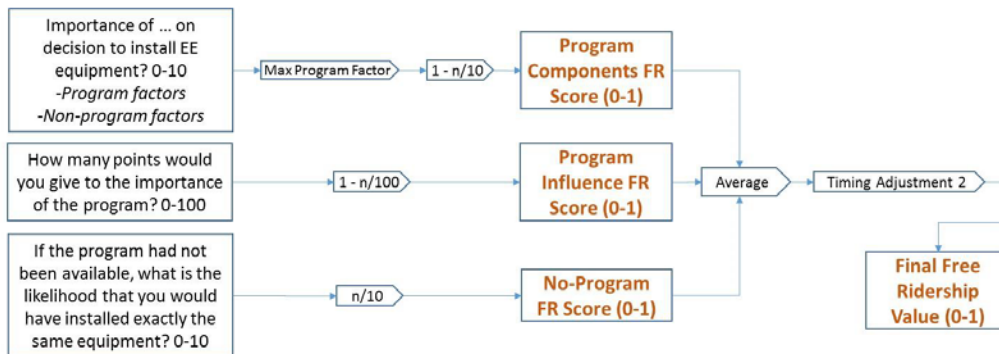 Importance of ... on
decision to install EE
equipment? 0-10
-Program factors
-Non-program factors
Max Program Factor
1 - n/10
Program
Components FR
Score (0-1)
How many points would
you give to the importance
of the program? 0-100
1 - n/100
Program
Influence FR
Score (0-1)
Average
Timing Adjustment 2
If the program had not
been available, what is the
likelihood that you would
have installed exactly the
same equipment? 0-10
n/10
No-Program
FR Score (0-1)
Final Free
Ridership
Value (0-1)